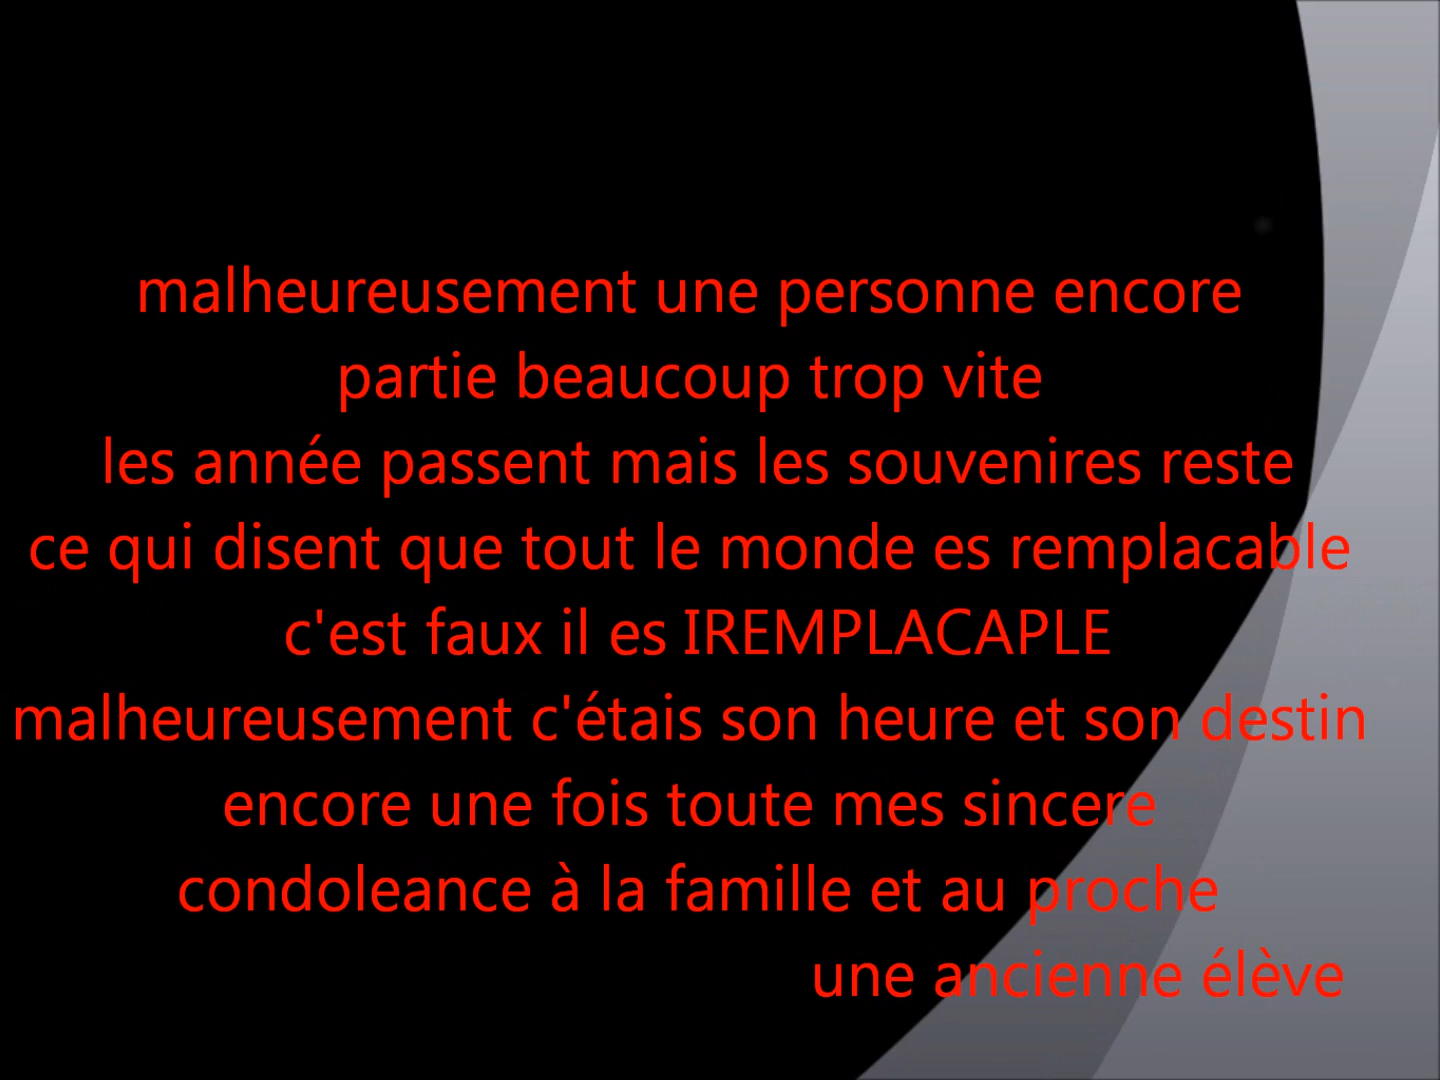 malheureusement une personne encore
partie beaucoup trop vite
les année passent mais les souvenires reste
ce qui disent que tout le monde es remplacable
c'est faux il es IREMPLACAPLE
malheureusement c'étais son heure et son destin
encore une fois toute mes sincere
condoleance à la famille et au proche
une ancienne élève